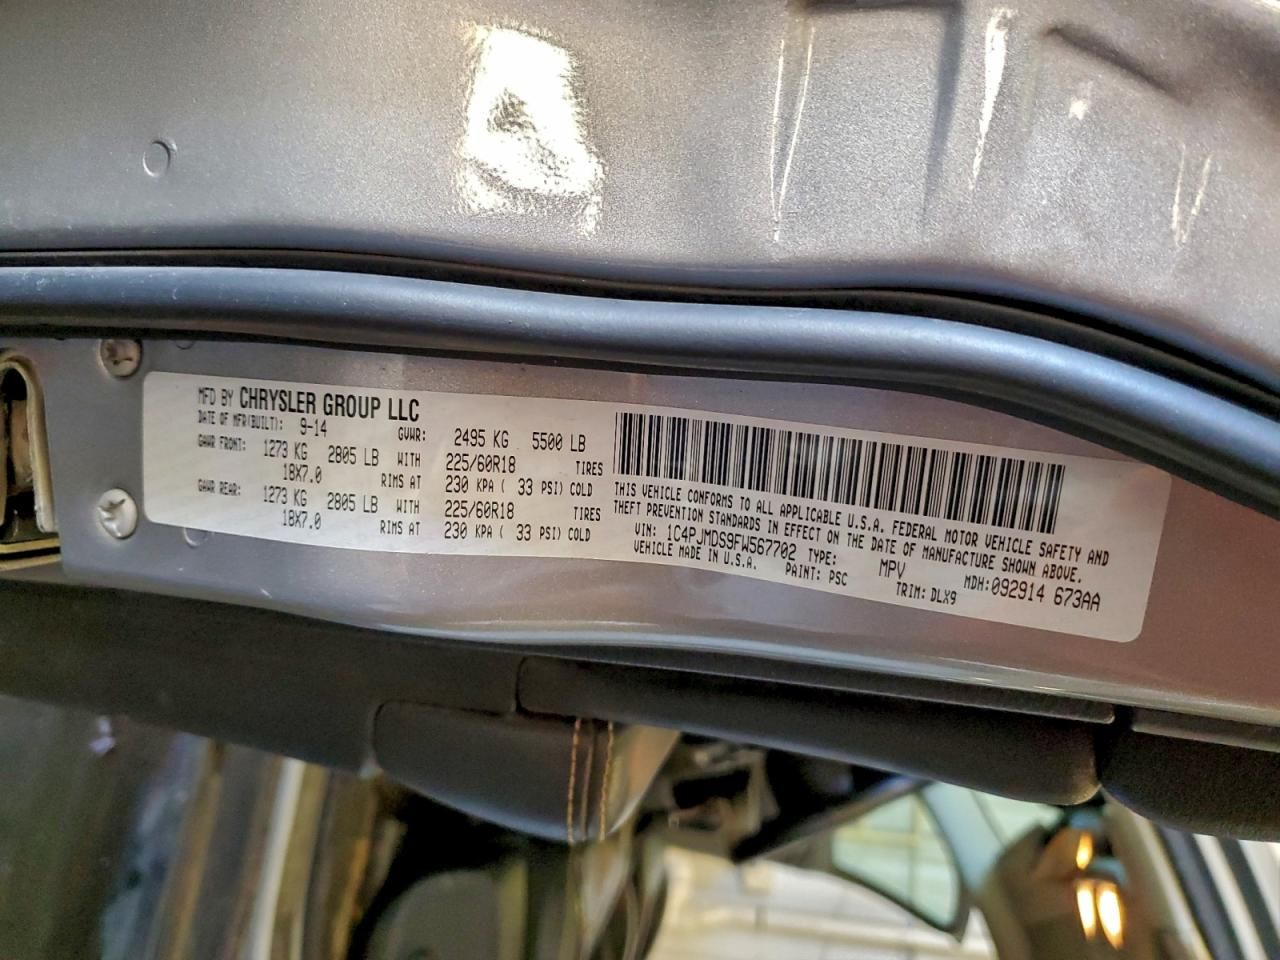 MFD BY CHRYSLER GROUP LLC
DATE OF MFR(BUILT): 9-14 GVWR: 2495 KG 5500 LB
GAWR FRONT: 1273 KG 2805 LB WITH 225/60R18 TIRES
18X7.0 RIMS AT 230 KPA ( 33 PSI) COLD
GAWR REAR: 1273 KG 2805 LB WITH 225/60R18 TIRES
18X7.0 RIMS AT 230 KPA ( 33 PSI) COLD
THIS VEHICLE CONFORMS TO ALL APPLICABLE U.S.A. FEDERAL MOTOR VEHICLE SAFETY AND
THEFT PREVENTION STANDARDS IN EFFECT ON THE DATE OF MANUFACTURE SHOWN ABOVE.
VIN: 1C4PJMDS9FW567702 TYPE: MPV MDH:092914 673AA
VEHICLE MADE IN U.S.A. PAINT: PSC TRIM: DLX9